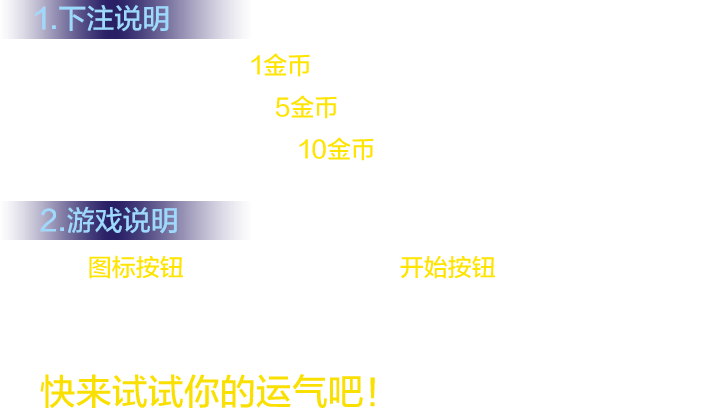 1.下注说明
1金币
5金币
10金币
2.游戏说明
图标按钮 开始按钮
快来试试你的运气吧！